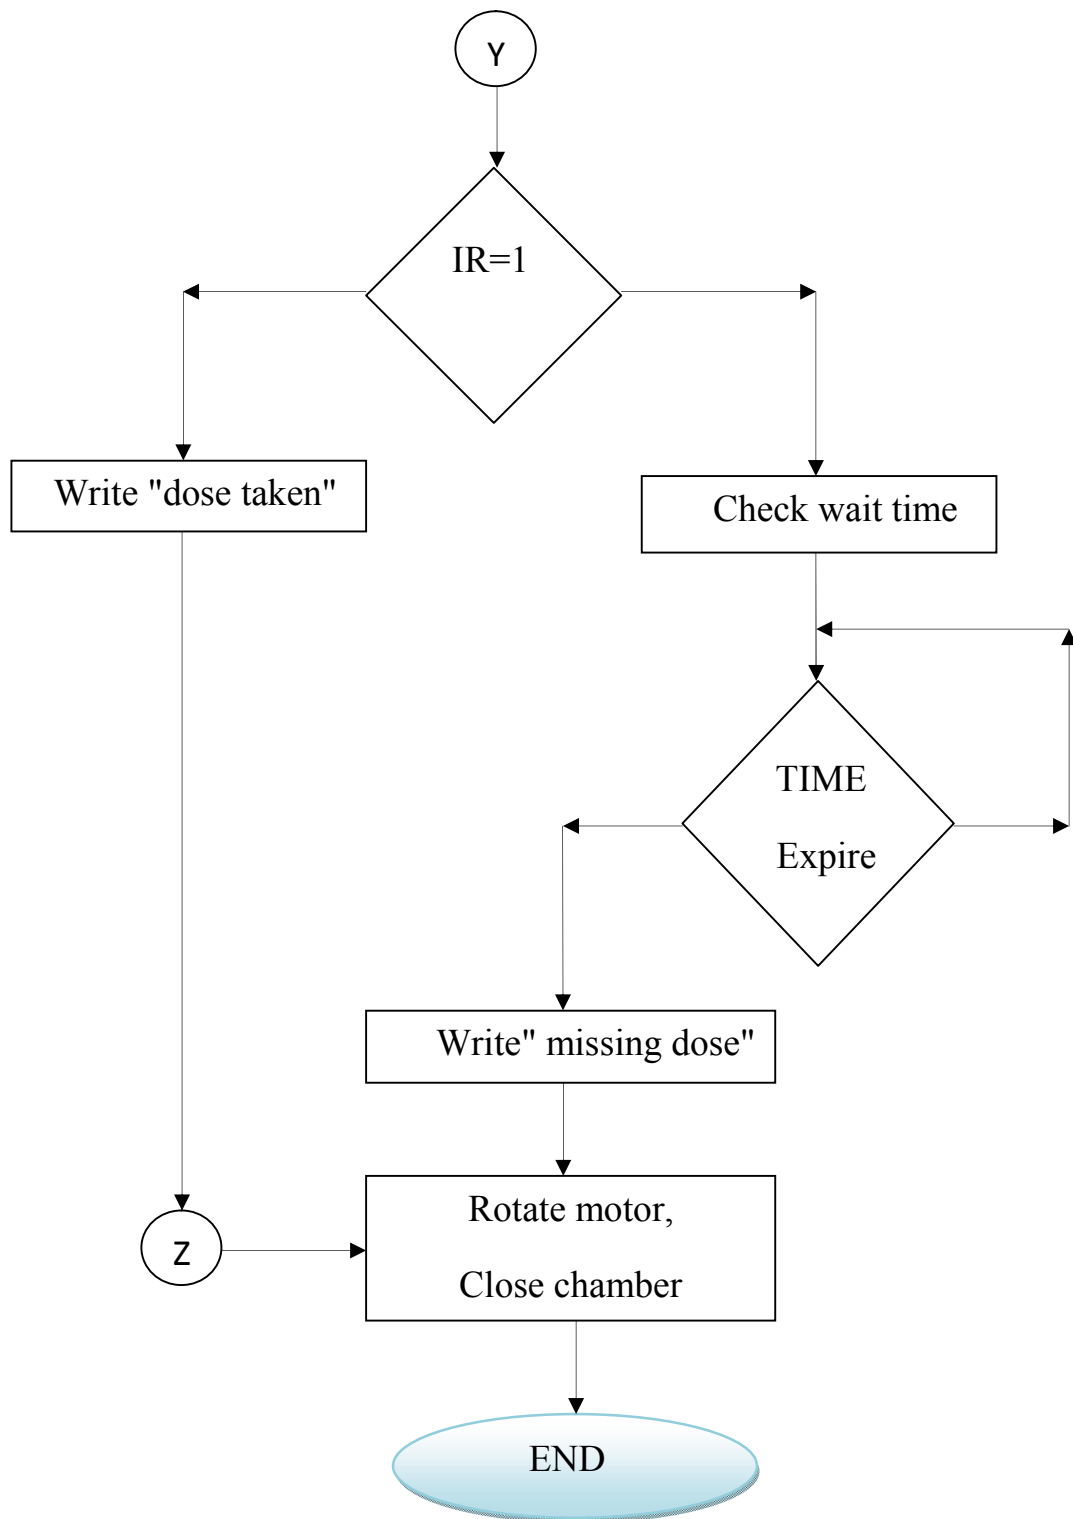 Y
IR=1
Write "dose taken"
Check wait time
TIME
Expire
Write" missing dose"
Rotate motor,
Close chamber
Z
END